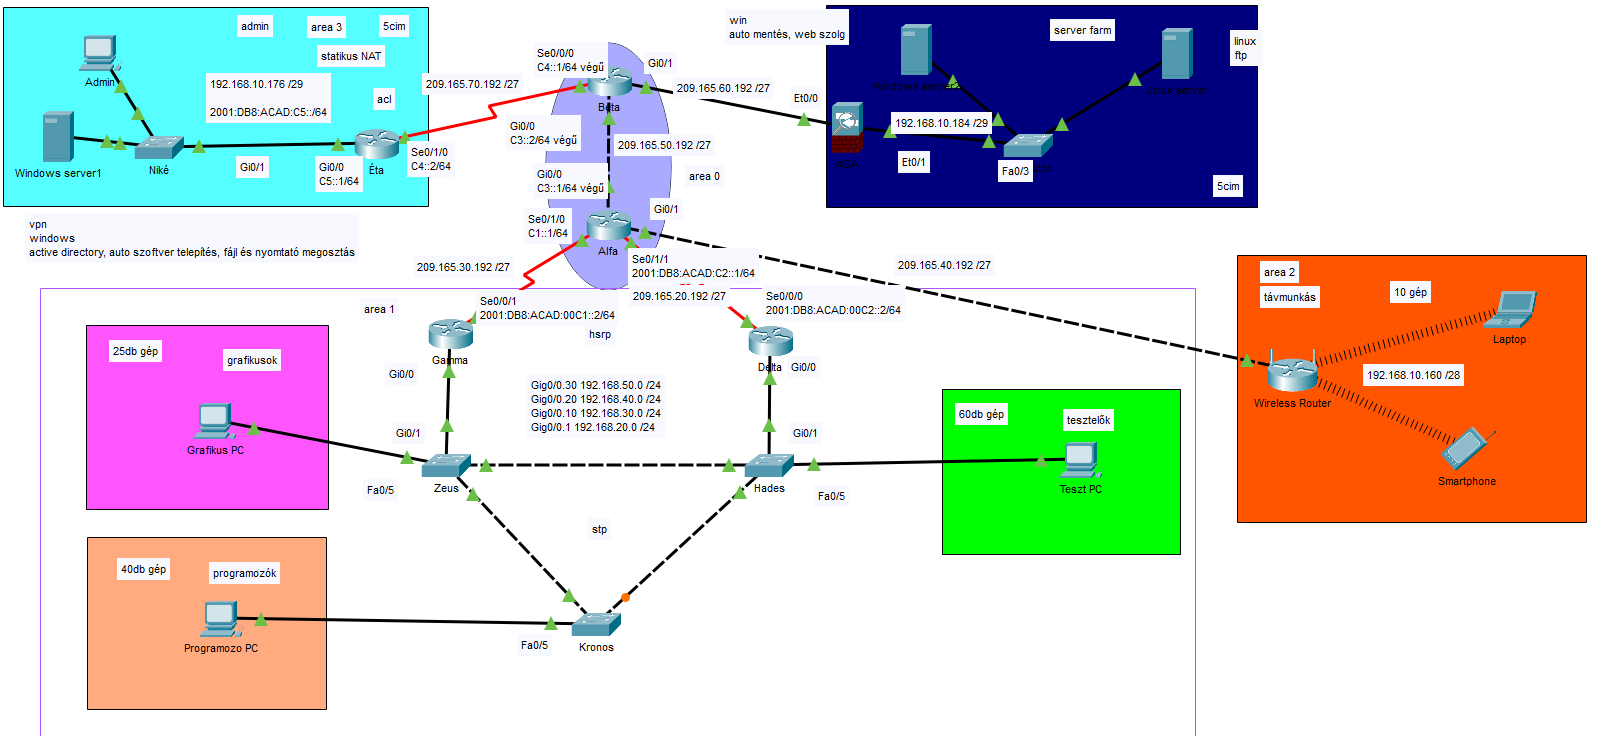 admin
area 3
5cim
statikus NAT
Admin
192.168.10.176 /29
2001:DB8:ACAD:C5::/64
acl
Windows server1
Niké
Gi0/1
Gi0/0
C5::1/64
Éta
Se0/1/0
C4::2/64
209.165.70.192 /27
vpn
windows
active directory, auto szoftver telepítés, fájl és nyomtató megosztás
Se0/0/0
C4::1/64 végű
Gi0/1
Béta
209.165.60.192 /27
Gi0/0
C3::2/64 végű
209.165.50.192 /27
Gi0/0
C3::1/64 végű
area 0
Se0/1/0
C1::1/64
Gi0/1
Alfa
Se0/1/1
2001:DB8:ACAD:C2::1/64
win
auto mentés, web szolg
server farm
linux
ftp
Windows server2
Linux server
Et0/0
192.168.10.184 /29
ASA
Et0/1
Fa0/3
5cim
209.165.30.192 /27
209.165.20.192 /27
209.165.40.192 /27
area 1
Se0/0/1
2001:DB8:ACAD:00C1::2/64
hsrp
Se0/0/0
2001:DB8:ACAD:00C2::2/64
Gamma
Gi0/0
Delta
Gi0/0
Gig0/0.30 192.168.50.0 /24
Gig0/0.20 192.168.40.0 /24
Gig0/0.10 192.168.30.0 /24
Gig0/0.1 192.168.20.0 /24
25db gép
grafikusok
Grafikus PC
Gi0/1
Fa0/5
Zeus
Gi0/1
Hades
Fa0/5
60db gép
tesztelők
Teszt PC
stp
40db gép
programozók
Programozo PC
Fa0/5
Kronos
area 2
távmunkás
10 gép
Laptop
192.168.10.160 /28
Wireless Router
Smartphone